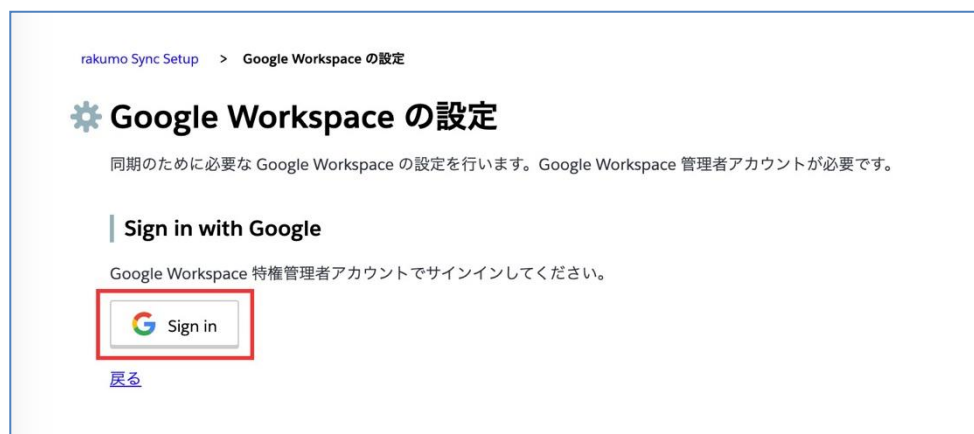 rakumo Sync Setup > Google Workspace の設定
Google Workspace の設定
同期のために必要な Google Workspace の設定を行います。Google Workspace 管理者アカウントが必要です。
Sign in with Google
Google Workspace 特権管理者アカウントでサインインしてください。
Sign in
戻る